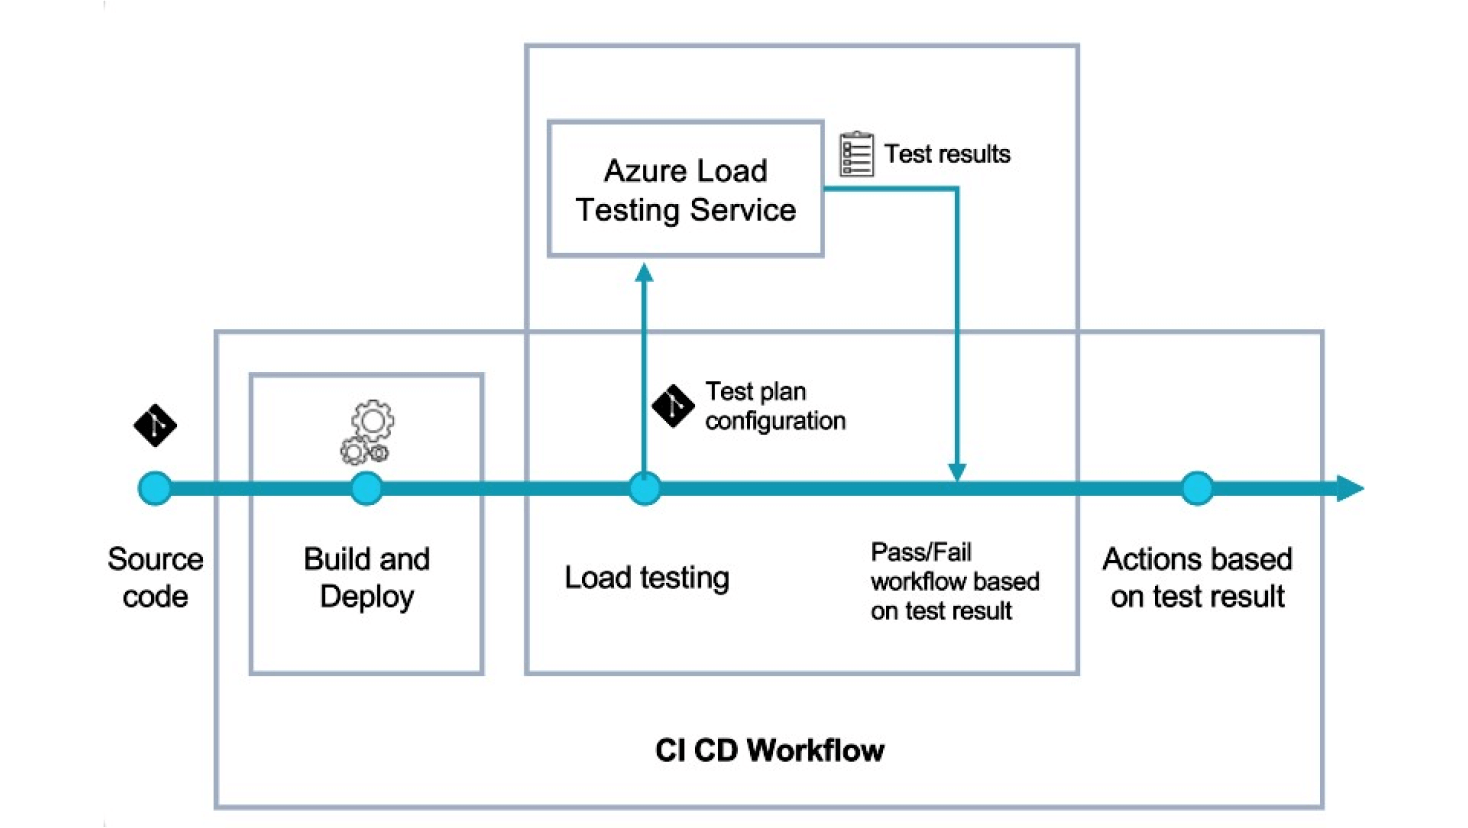 Azure Load
Testing Service
Test results
Test plan
configuration
Source
code
Build and
Deploy
Load testing
Pass/Fail
workflow based
on test result
Actions based
on test result
CI CD Workflow